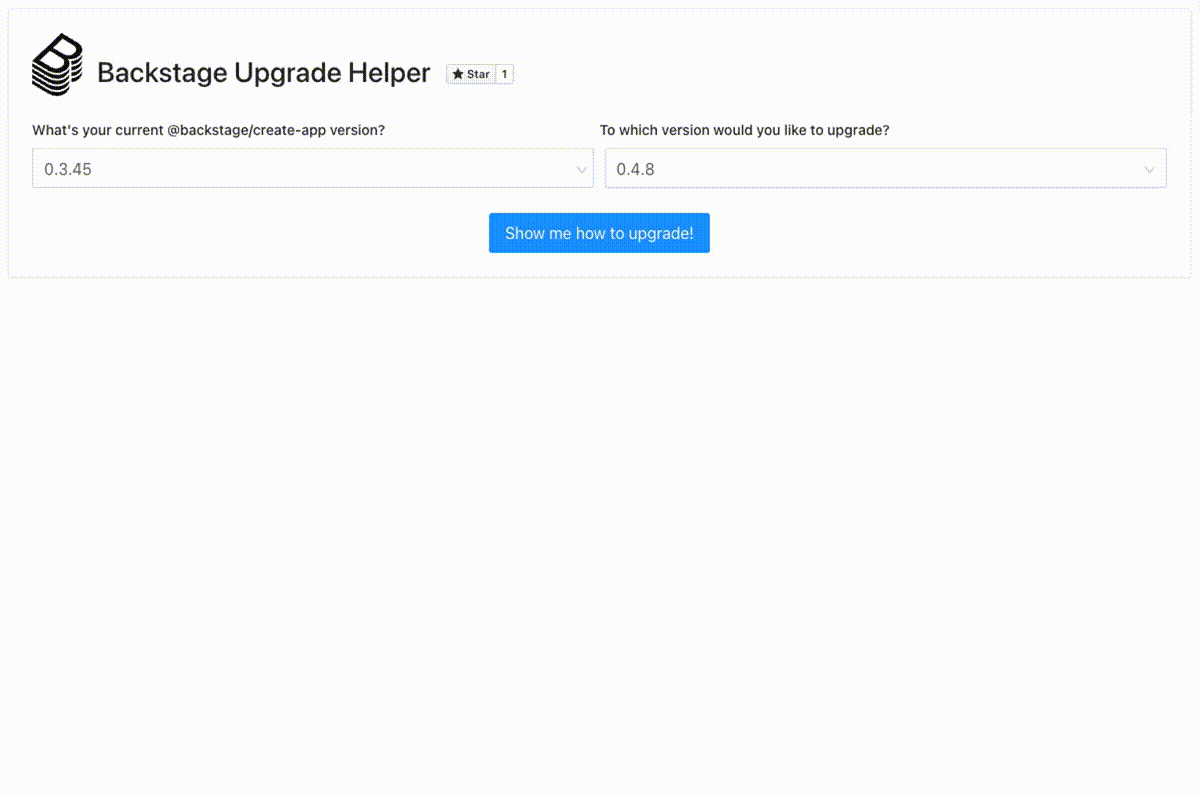 Backstage Upgrade Helper
Star 1
What's your current @backstage/create-app version?
To which version would you like to upgrade?
0.3.45
0.4.8
Show me how to upgrade!